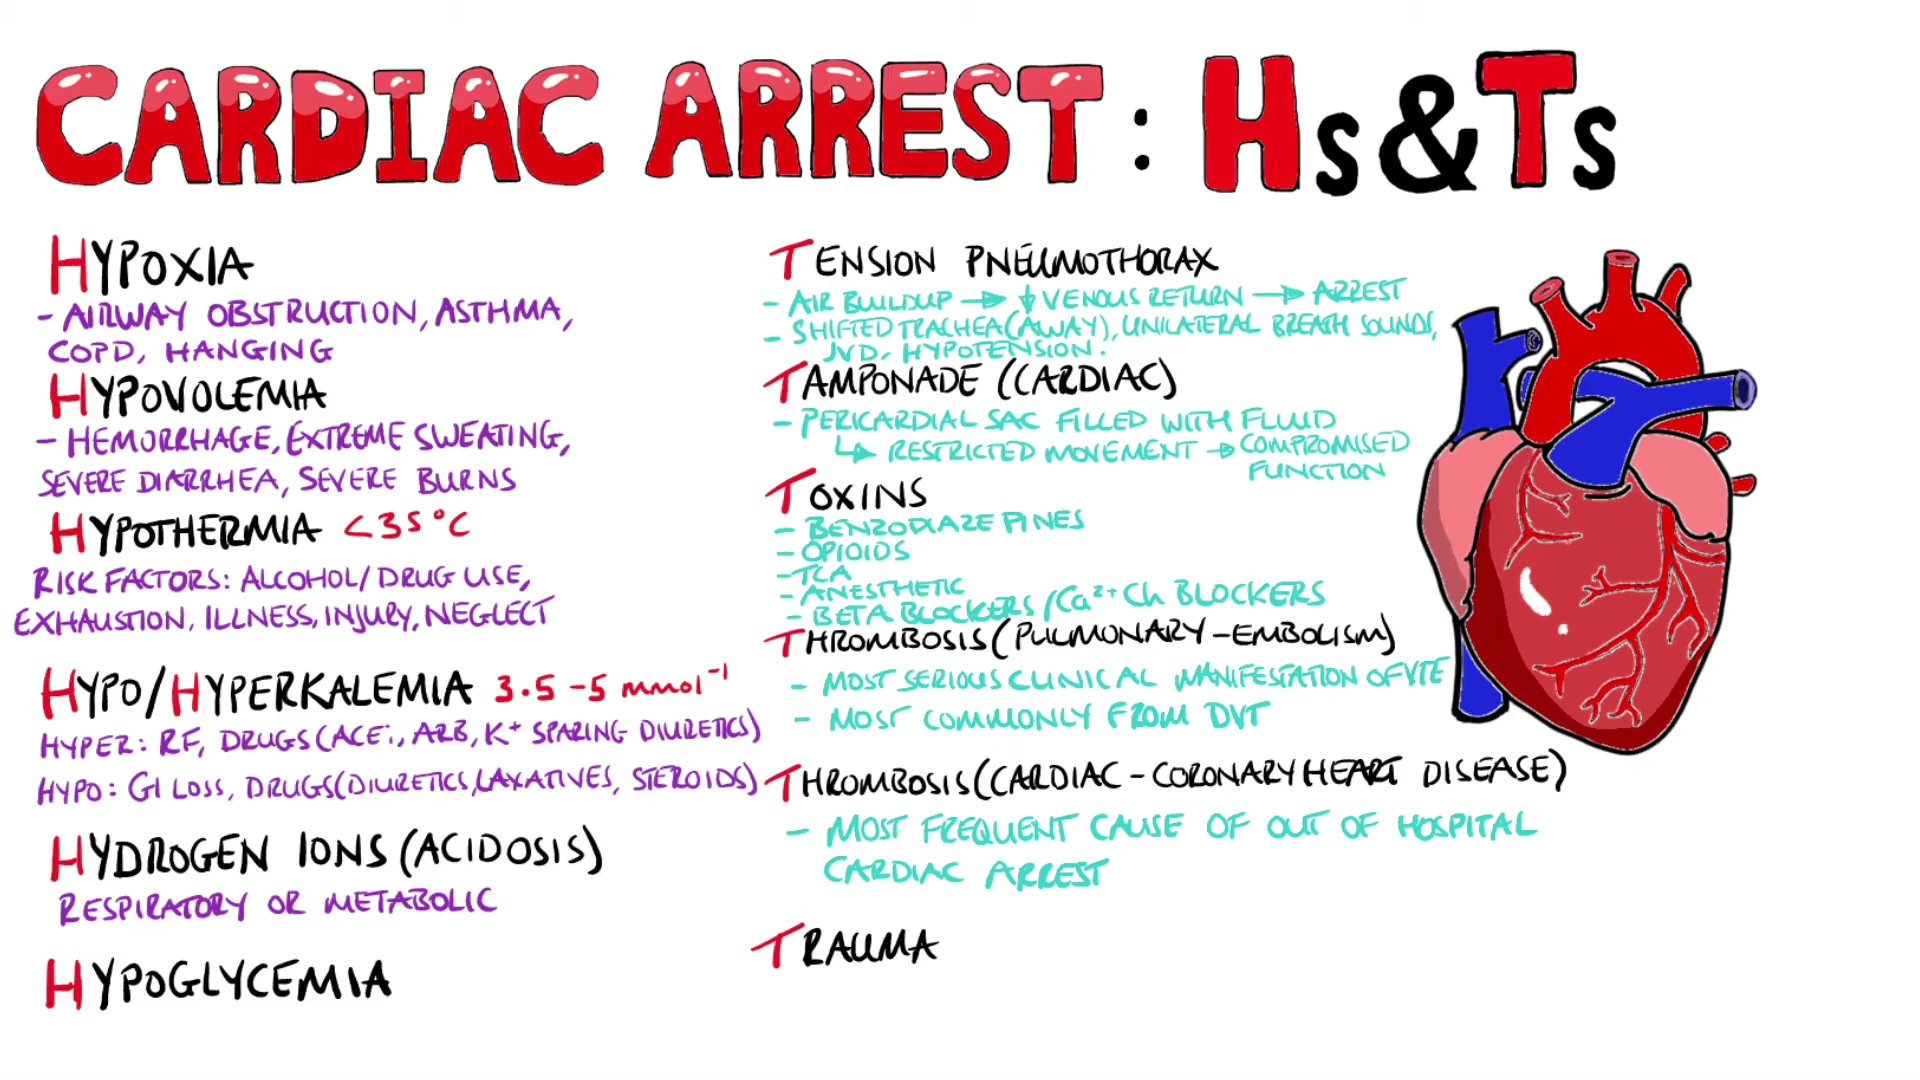 CARDIAC ARREST : Hs&Ts
HYPOXIA
- AIRWAY OBSTRUCTION, ASTHMA,
COPD, HANGING
HYPOVOLEMIA
- HEMORRHAGE, EXTREME SWEATING,
SEVERE DIARRHEA, SEVERE BURNS
HYPOTHERMIA <35°C
RISK FACTORS: ALCOHOL/DRUG USE,
EXHAUSTION, ILLNESS, INJURY, NEGLECT
HYPO/HYPERKALEMIA 3.5-5 mmol⁻¹
HYPER: RF, DRUGS (ACEi, ARB, K+ SPARING DIURETICS)
HYPO: GI LOSS, DRUGS (DIURETICS, LAXATIVES, STEROIDS)
HYDROGEN IONS (ACIDOSIS)
RESPIRATORY OR METABOLIC
HYPOGLYCEMIA
TENSION PNEUMOTHORAX
- AIR BUILDUP → ↓ VENOUS RETURN → ARREST
- SHIFTED TRACHEA (AWAY), UNILATERAL BREATH SOUNDS,
JVD, HYPOTENSION.
TAMPONADE (CARDIAC)
- PERICARDIAL SAC FILLED WITH FLUID
↳ RESTRICTED MOVEMENT → COMPROMISED
FUNCTION
TOXINS
- BENZODIAZEPINES
- OPIOIDS
- TCA
- ANESTHETIC
- BETA BLOCKERS / Ca²⁺ Ch BLOCKERS
THROMBOSIS (PULMONARY-EMBOLISM)
- MOST SERIOUS CLINICAL MANIFESTATION OF VTE
- MOST COMMONLY FROM DVT
THROMBOSIS (CARDIAC - CORONARY HEART DISEASE)
- MOST FREQUENT CAUSE OF OUT OF HOSPITAL
CARDIAC ARREST
TRAUMA